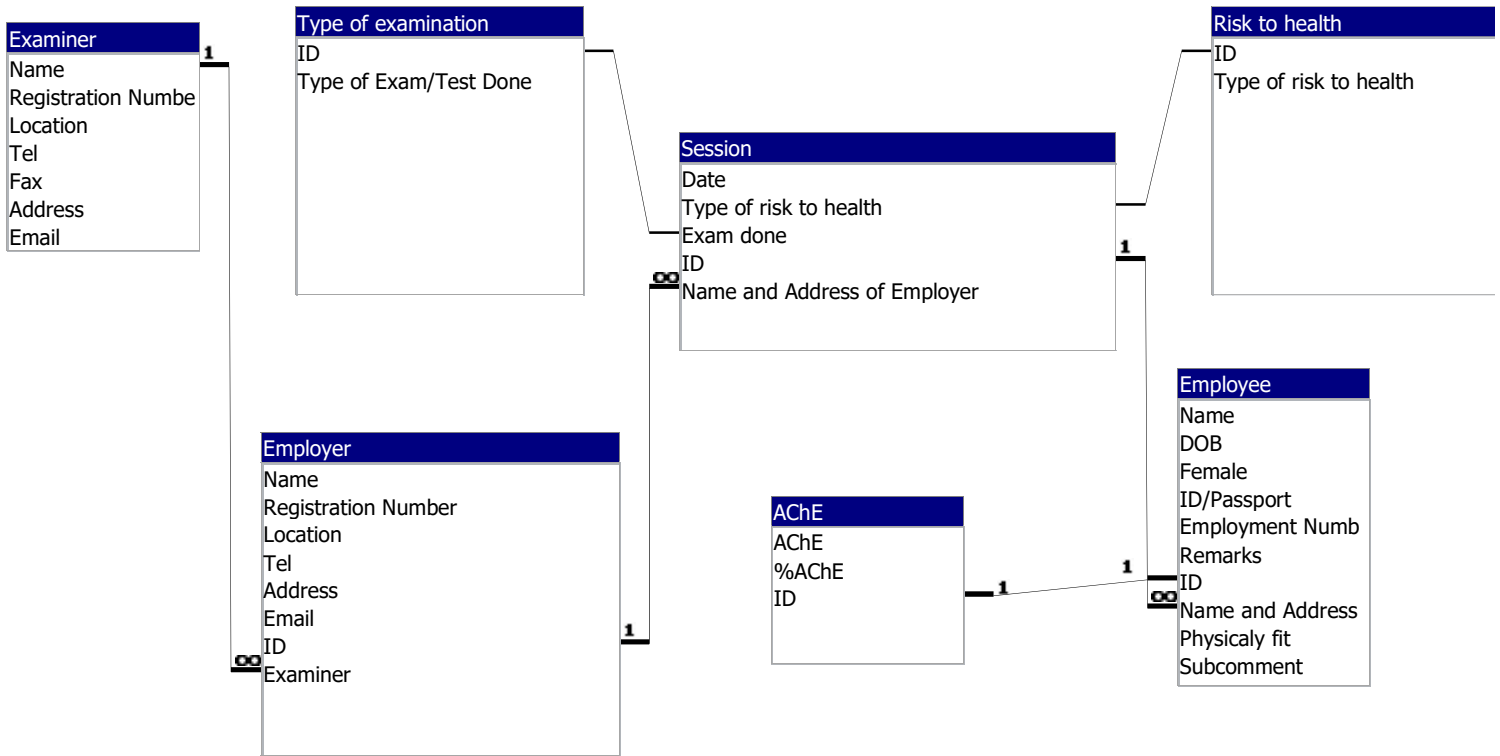 Examiner
Name
Registration Numbe
Location
Tel
Fax
Address
Email
1
Type of examination
ID
Type of Exam/Test Done
Risk to health
ID
Type of risk to health
Session
Date
Type of risk to health
Exam done
ID
Name and Address of Employer
∞
1
Employer
Name
Registration Number
Location
Tel
Address
Email
ID
Examiner
∞
1
AChE
AChE
%AChE
ID
1
Employee
Name
DOB
Female
ID/Passport
Employment Numb
Remarks
ID
Name and Address
Physicaly fit
Subcomment
1
∞